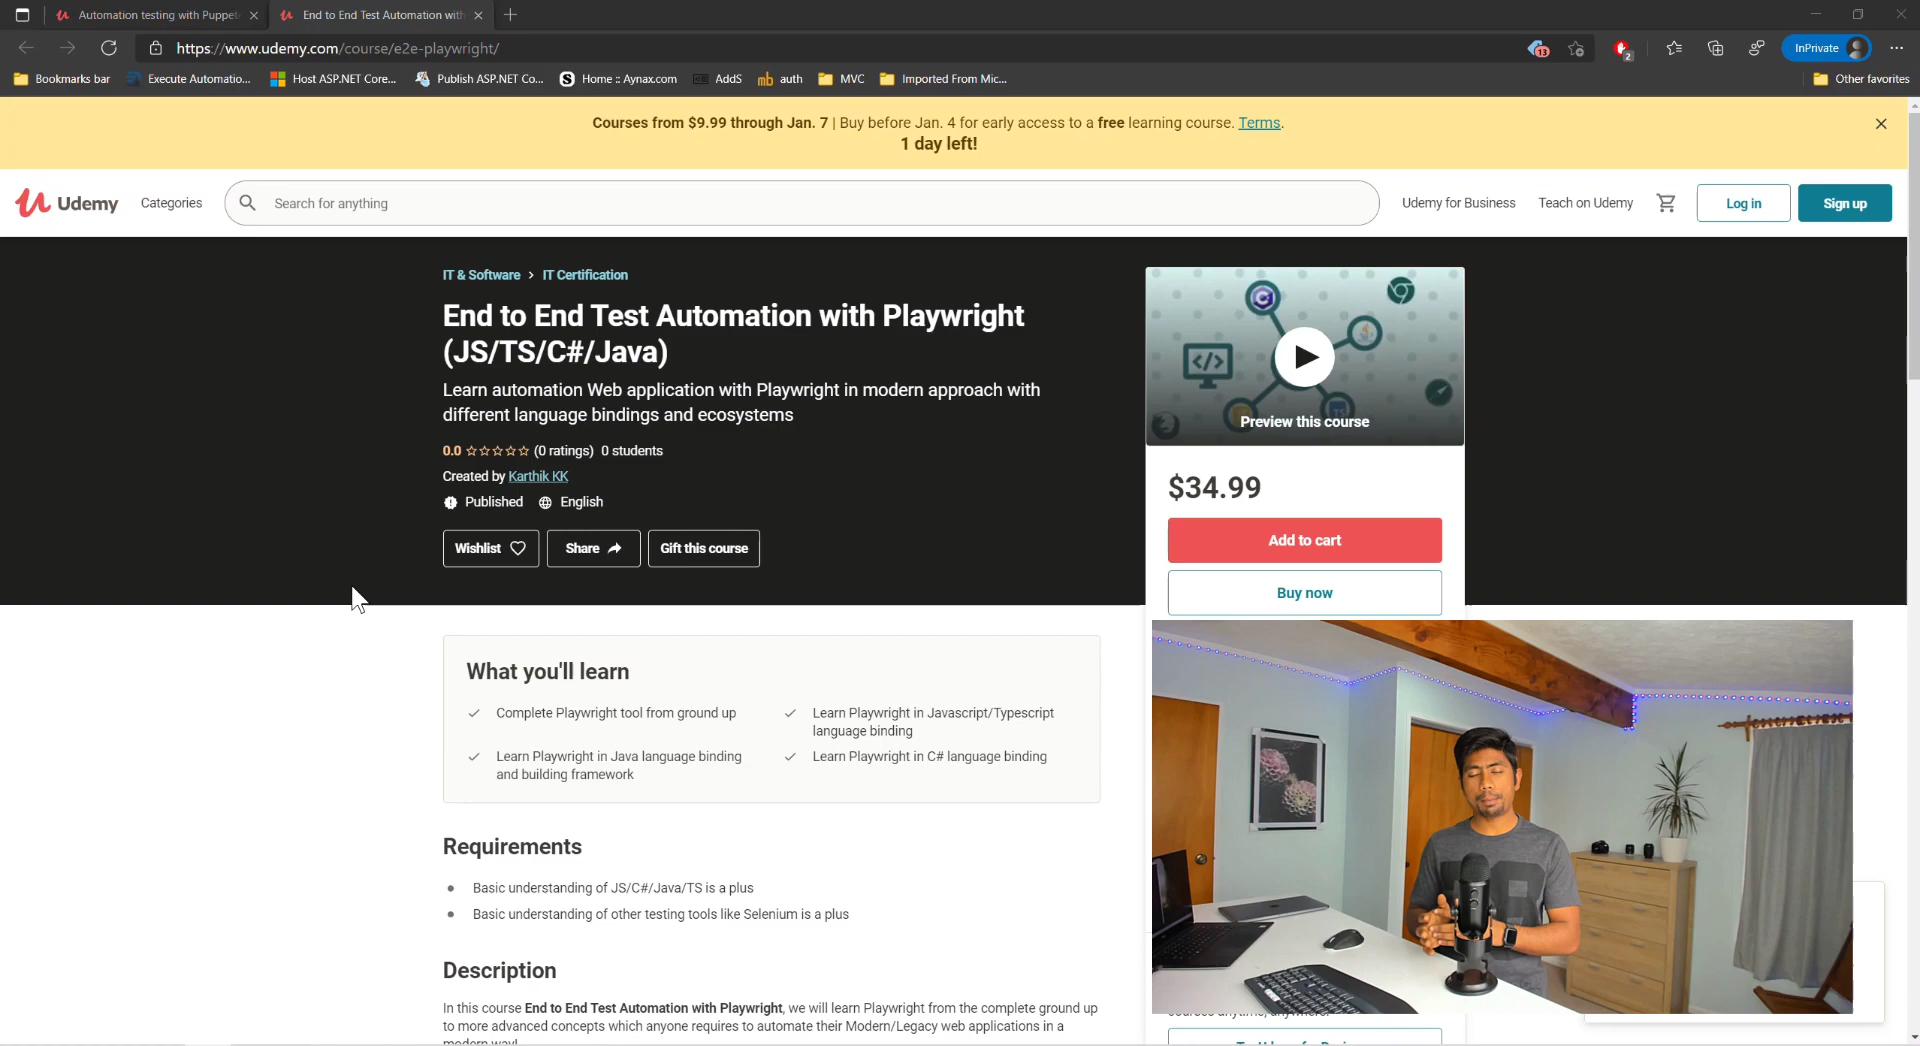 Automation testing with Puppet
End to End Test Automation with
https://www.udemy.com/course/e2e-playwright/
13
2
InPrivate
Bookmarks bar
Execute Automatio...
Host ASP.NET Core...
Publish ASP.NET Co...
Home :: Aynax.com
AddS
auth
MVC
Imported From Mic...
Other favorites
Courses from $9.99 through Jan. 7 | Buy before Jan. 4 for early access to a free learning course. Terms.
1 day left!
Udemy
Categories
Search for anything
Udemy for Business
Teach on Udemy
Log in
Sign up
IT & Software > IT Certification
End to End Test Automation with Playwright
(JS/TS/C#/Java)
Learn automation Web application with Playwright in modern approach with
different language bindings and ecosystems
0.0 (0 ratings) 0 students
Created by Karthik KK
Published English
Wishlist
Share
Gift this course
Preview this course
$34.99
Add to cart
Buy now
What you'll learn
Complete Playwright tool from ground up
Learn Playwright in Javascript/Typescript
language binding
Learn Playwright in Java language binding
and building framework
Learn Playwright in C# language binding
Requirements
Basic understanding of JS/C#/Java/TS is a plus
Basic understanding of other testing tools like Selenium is a plus
Description
In this course End to End Test Automation with Playwright, we will learn Playwright from the complete ground up
to more advanced concepts which anyone requires to automate their Modern/Legacy web applications in a
modern way!